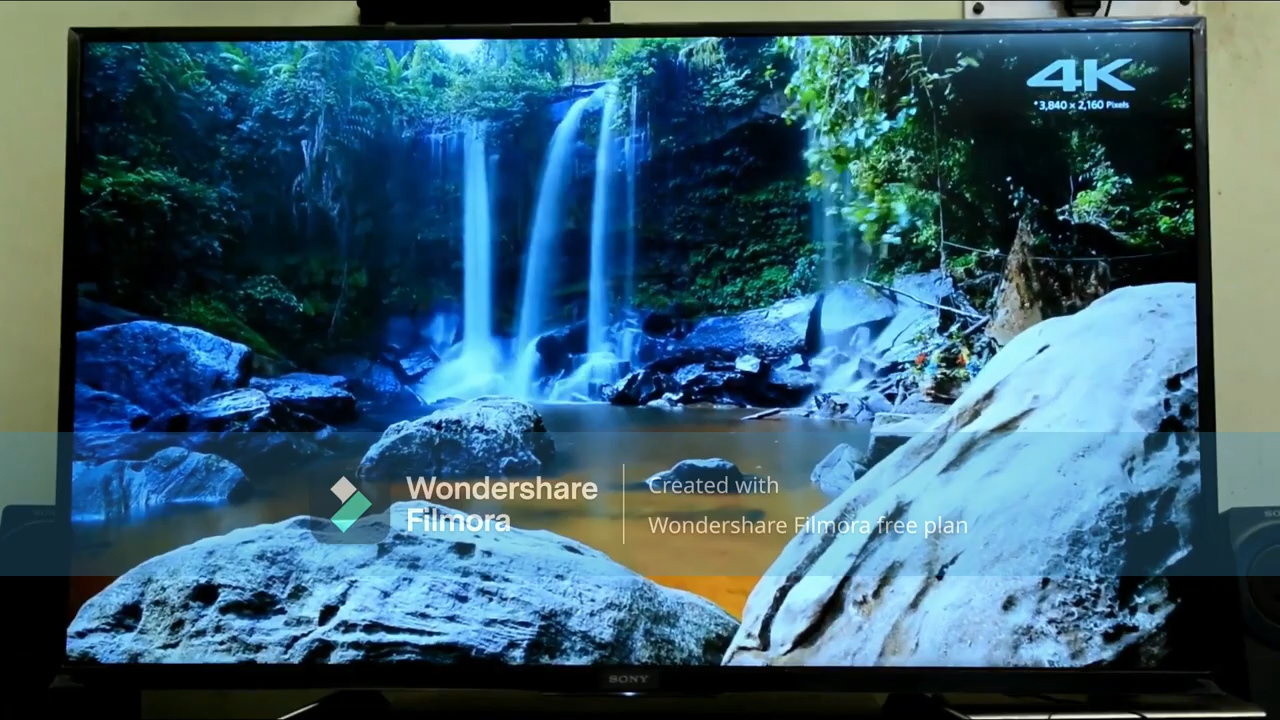 4K
*3,840 × 2,160 Pixels
Wondershare
Filmora
Created with
Wondershare Filmora free plan
SONY